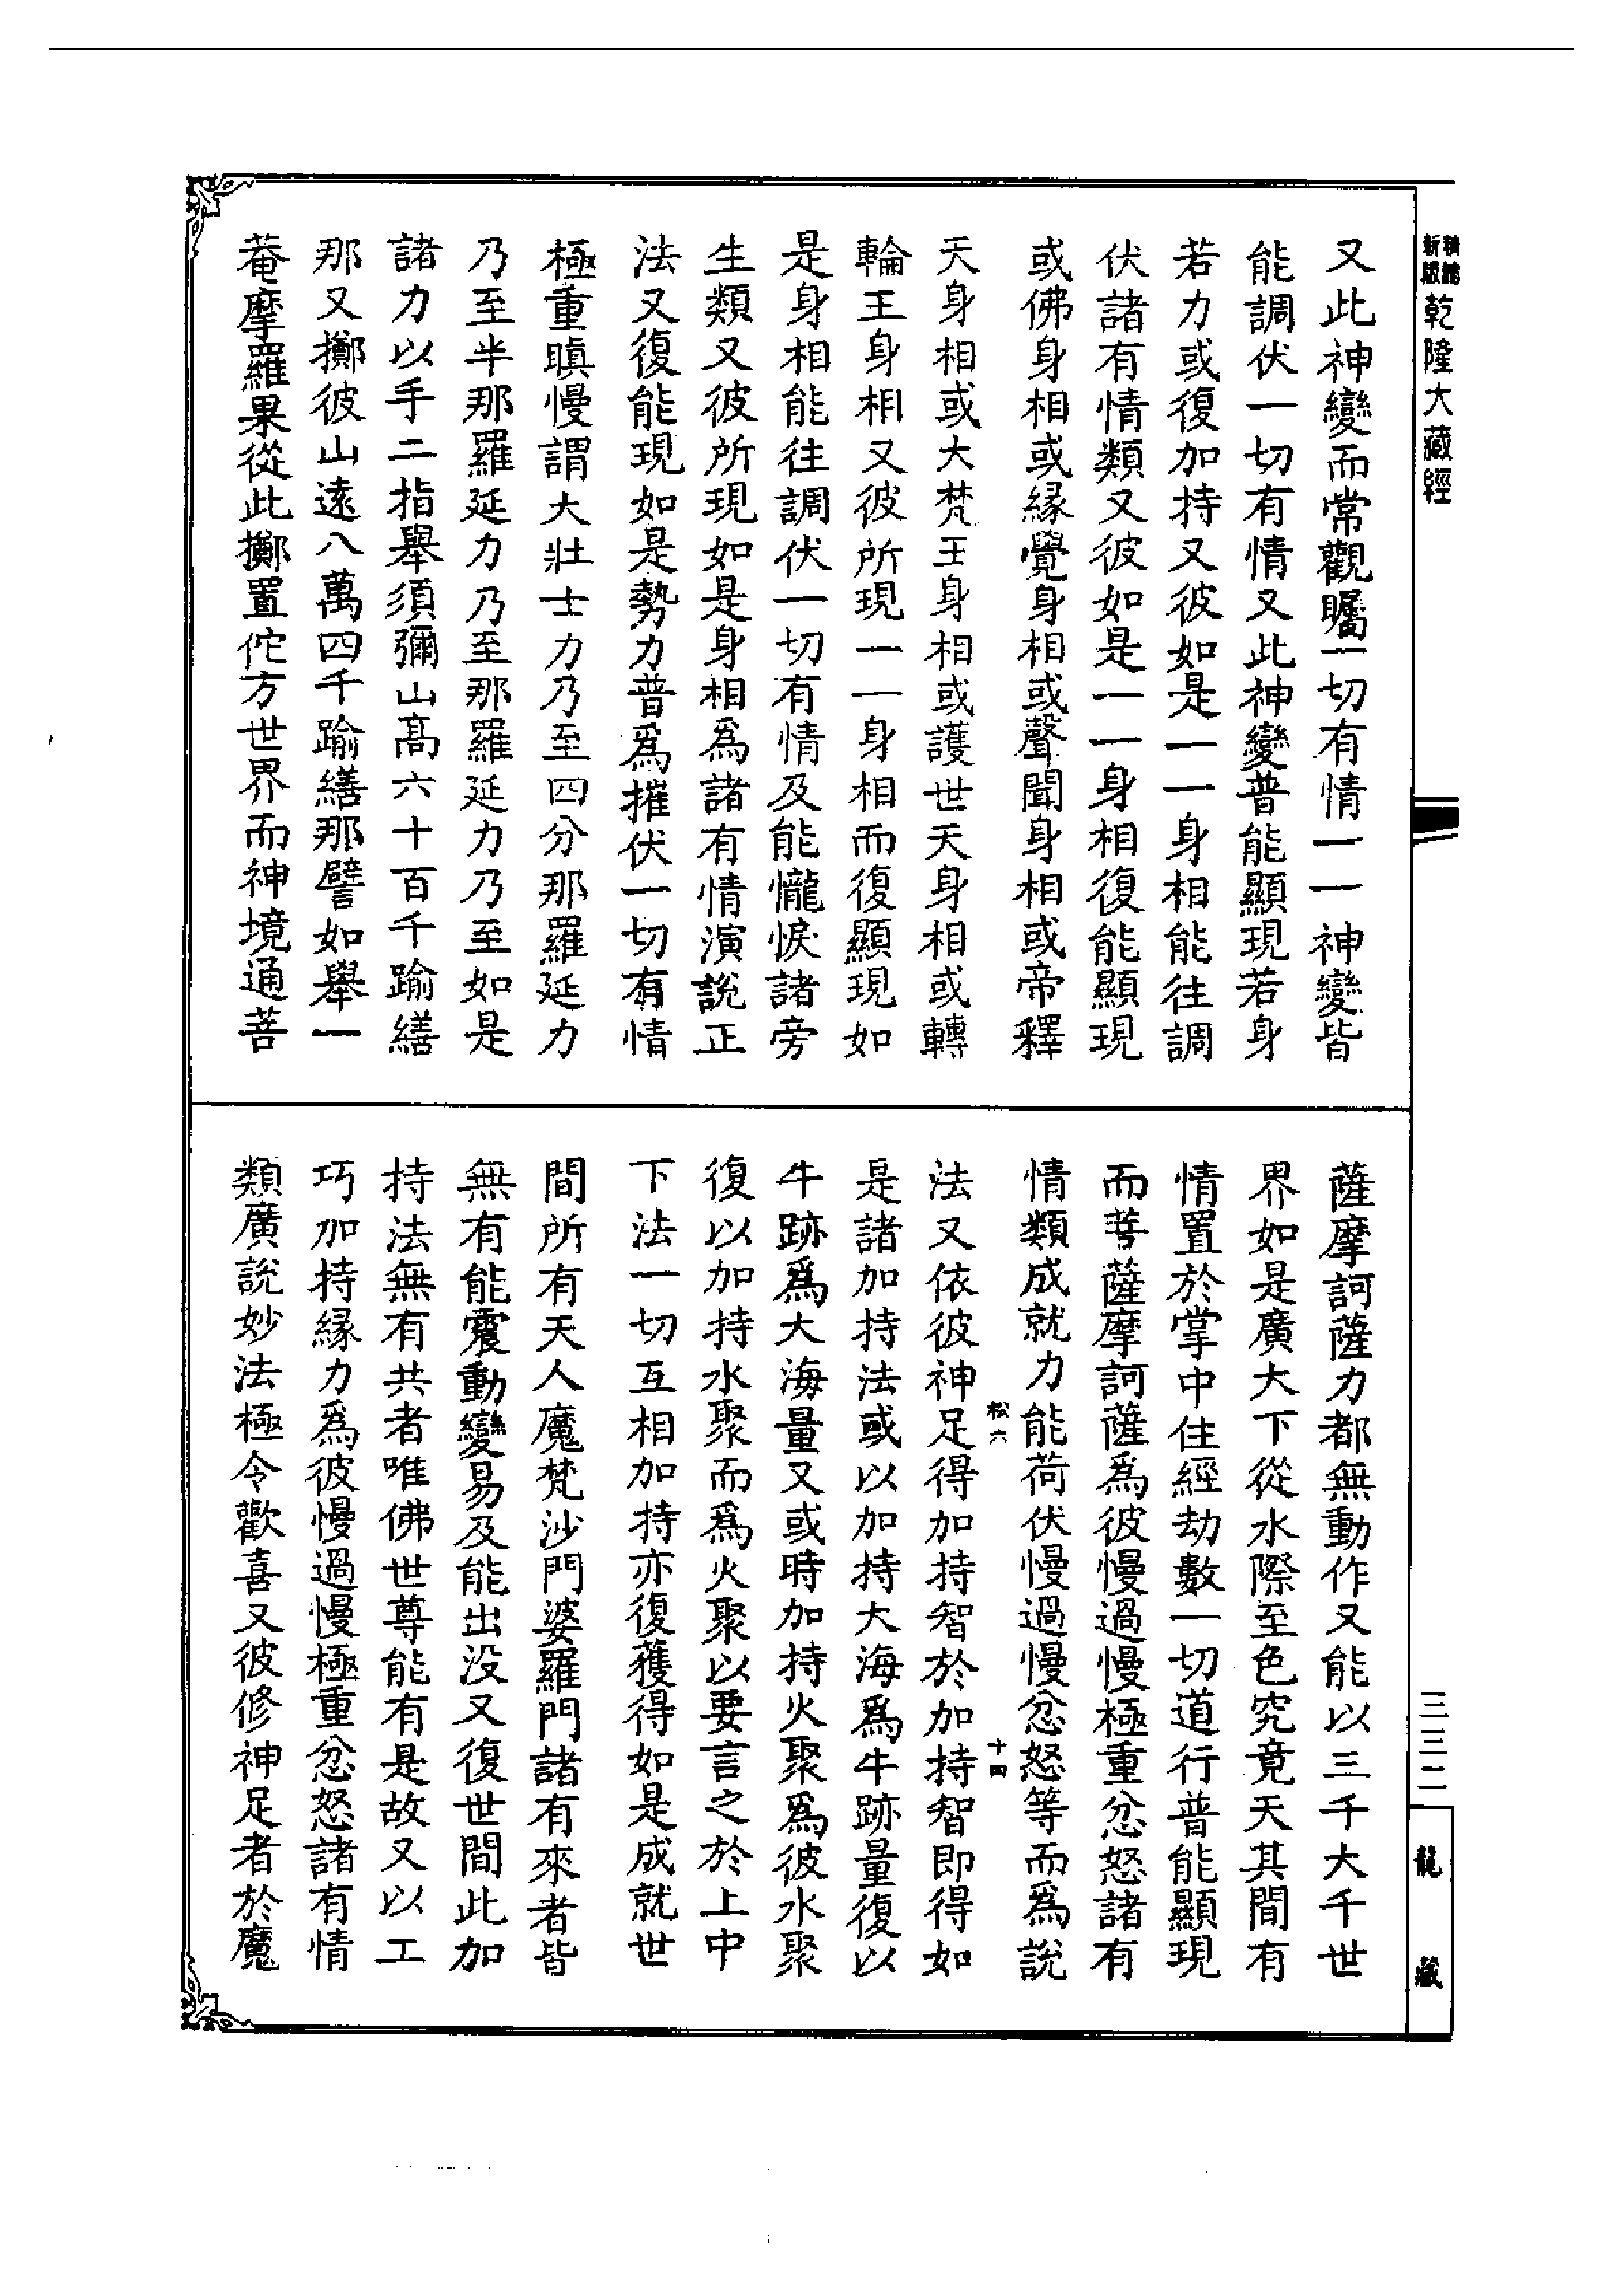 新版
精縮
乾隆大藏經
又此神變而常觀矚一切有情一一神變皆
能調伏一切有情又此神變普能顯現若身
若力或復加持又彼如是一一身相能往調
伏諸有情類又彼如是一一身相復能顯現
或佛身相或緣覺身相或聲聞身相或帝釋
天身相或大梵王身相或護世天身相或轉
輪王身相又彼所現一一身相而復顯現如
是身相能往調伏一切有情及能㦬悷諸旁
生類又彼所現如是身相爲諸有情演說正
法又復能現如是勢力普爲摧伏一切有情
極重瞋慢謂大壯士力乃至四分那羅延力
乃至半那羅延力乃至那羅延力乃至如是
諸力以手二指舉須彌山高六十百千踰繕
那又擲彼山遠八萬四千踰繕那譬如舉一
菴摩羅果從此擲置佗方世界而神境通菩
薩摩訶薩力都無動作又能以三千大千世
界如是廣大下從水際至色究竟天其間有
情置於掌中住經劫數一切道行普能顯現
而菩薩摩訶薩爲彼慢過慢極重忿怒諸有
情類成就力能荷伏慢過慢忿怒等而爲說
松六
十四
法又依彼神足得加持智於加持智即得如
是諸加持法或以加持大海爲牛跡量復以
牛跡爲大海量又或時加持火聚爲彼水聚
復以加持水聚而爲火聚以要言之於上中
下法一切互相加持亦復獲得如是成就世
間所有天人魔梵沙門婆羅門諸有來者皆
無有能震動變易及能出没又復世間此加
持法無有共者唯佛世尊能有是故又以工
巧加持緣力爲彼慢過慢極重忿怒諸有情
類廣說妙法極令歡喜又彼修神足者於魔
三三二
龍藏